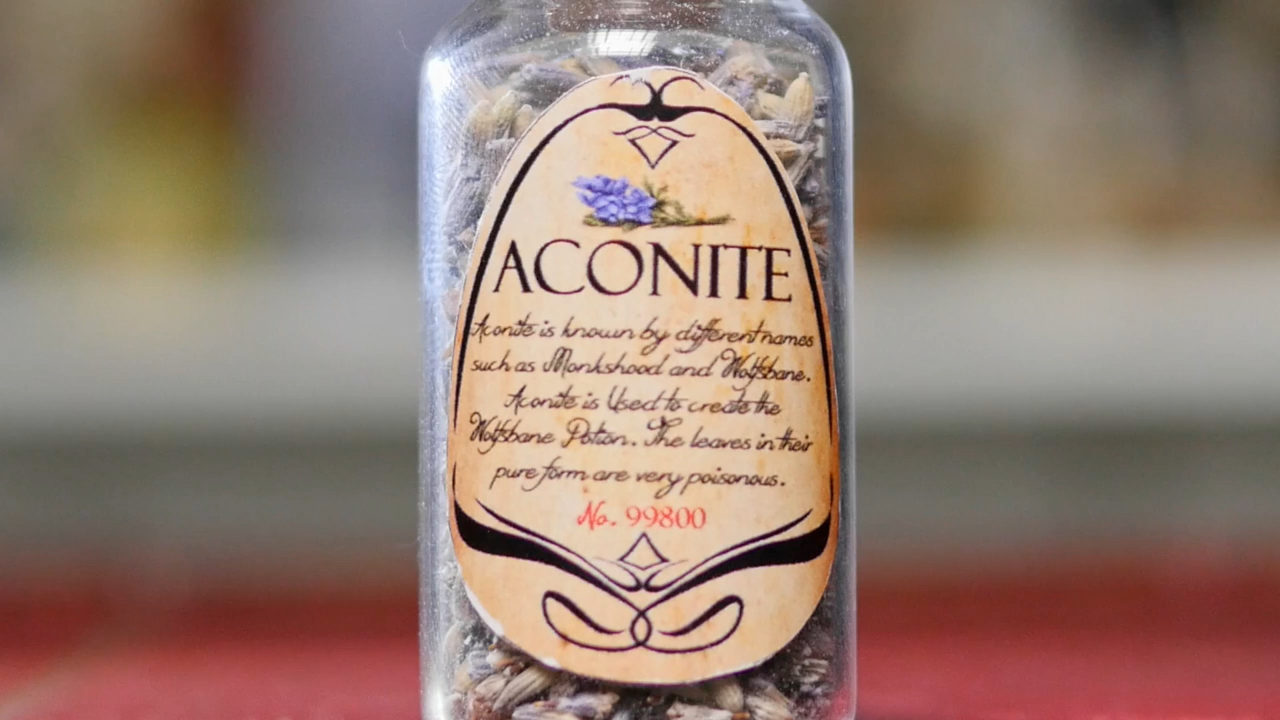 ACONITE
Aconite is known by different names
such as Monkshood and Wolfsbane.
Aconite is Used to create the
Wolfsbane Potion. The leaves in their
pure form are very poisonous.
No. 99800